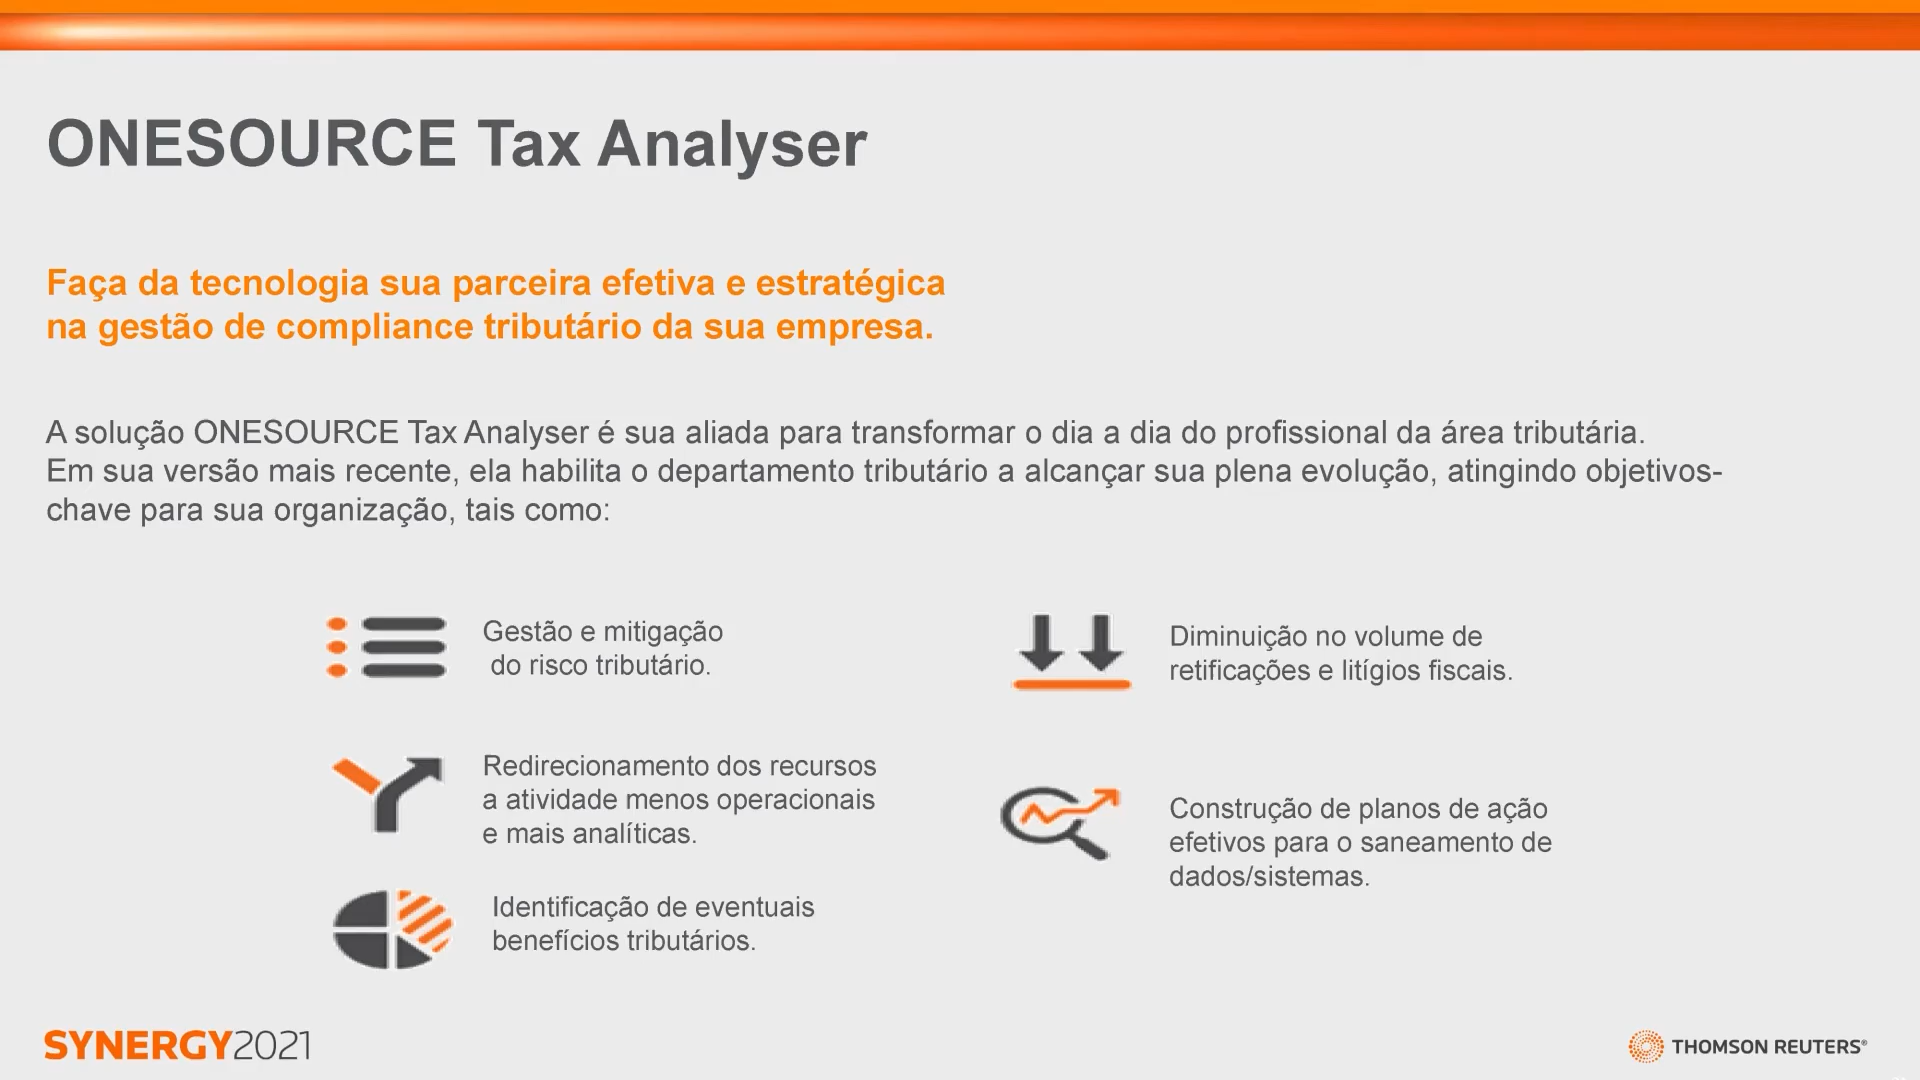 ONESOURCE Tax Analyser
Faça da tecnologia sua parceira efetiva e estratégica
na gestão de compliance tributário da sua empresa.
A solução ONESOURCE Tax Analyser é sua aliada para transformar o dia a dia do profissional da área tributária.
Em sua versão mais recente, ela habilita o departamento tributário a alcançar sua plena evolução, atingindo objetivos-
chave para sua organização, tais como:
Gestão e mitigação
do risco tributário.
Redirecionamento dos recursos
a atividade menos operacionais
e mais analíticas.
Identificação de eventuais
benefícios tributários.
Diminuição no volume de
retificações e litígios fiscais.
Construção de planos de ação
efetivos para o saneamento de
dados/sistemas.
SYNERGY2021
THOMSON REUTERS®